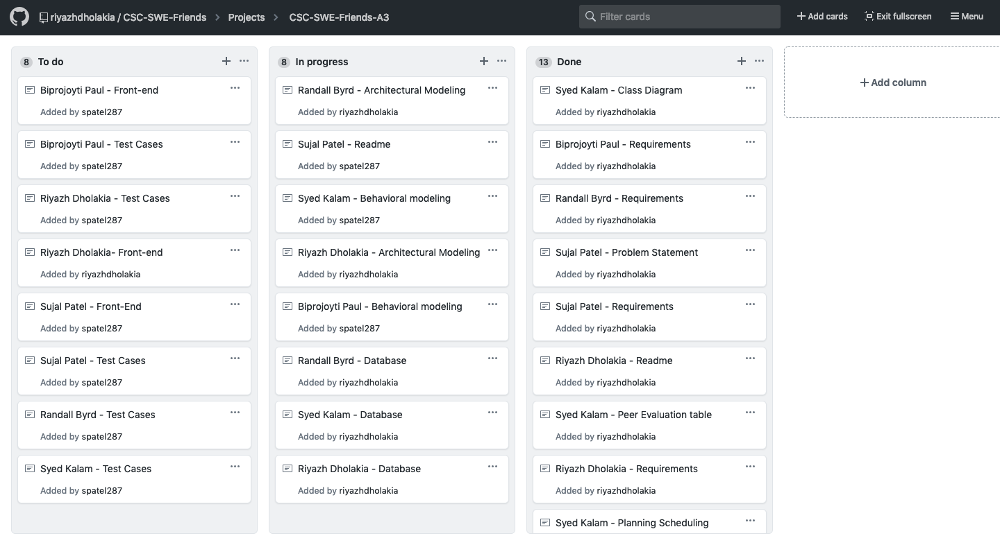 riyazhdholakia / CSC-SWE-Friends > Projects > CSC-SWE-Friends-A3
Filter cards
Add cards
Exit fullscreen
Menu
8 To do
Biprojoyti Paul - Front-end
Added by spatel287
Biprojoyti Paul - Test Cases
Added by spatel287
Riyazh Dholakia - Test Cases
Added by spatel287
Riyazh Dholakia- Front-end
Added by riyazhdholakia
Sujal Patel - Front-End
Added by spatel287
Sujal Patel - Test Cases
Added by spatel287
Randall Byrd - Test Cases
Added by spatel287
Syed Kalam - Test Cases
Added by spatel287
8 In progress
Randall Byrd - Architectural Modeling
Added by riyazhdholakia
Sujal Patel - Readme
Added by spatel287
Syed Kalam - Behavioral modeling
Added by spatel287
Riyazh Dholakia - Architectural Modeling
Added by riyazhdholakia
Biprojoyti Paul - Behavioral modeling
Added by spatel287
Randall Byrd - Database
Added by riyazhdholakia
Syed Kalam - Database
Added by riyazhdholakia
Riyazh Dholakia - Database
Added by riyazhdholakia
13 Done
Syed Kalam - Class Diagram
Added by riyazhdholakia
Biprojoyti Paul - Requirements
Added by riyazhdholakia
Randall Byrd - Requirements
Added by riyazhdholakia
Sujal Patel - Problem Statement
Added by riyazhdholakia
Sujal Patel - Requirements
Added by riyazhdholakia
Riyazh Dholakia - Readme
Added by riyazhdholakia
Syed Kalam - Peer Evaluation table
Added by riyazhdholakia
Riyazh Dholakia - Requirements
Added by riyazhdholakia
Syed Kalam - Planning Scheduling
Add column